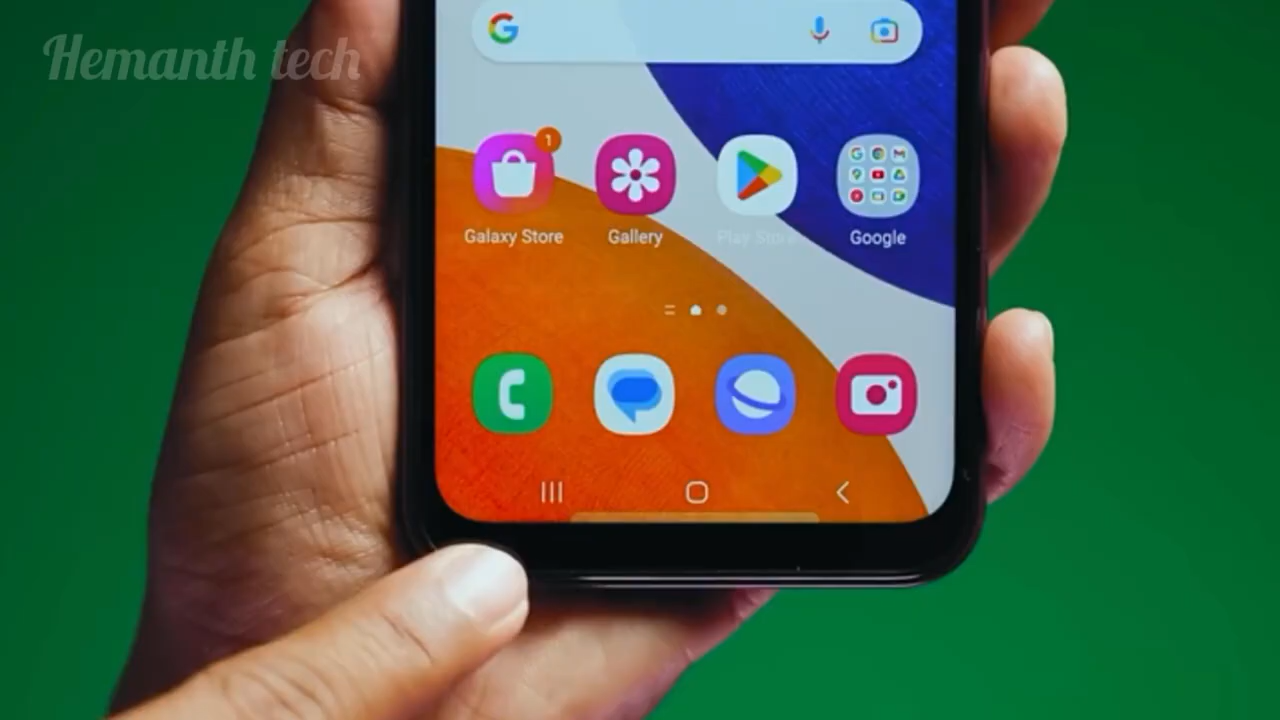 Hemanth tech
G
1
Galaxy Store
Gallery
Play Store
Google